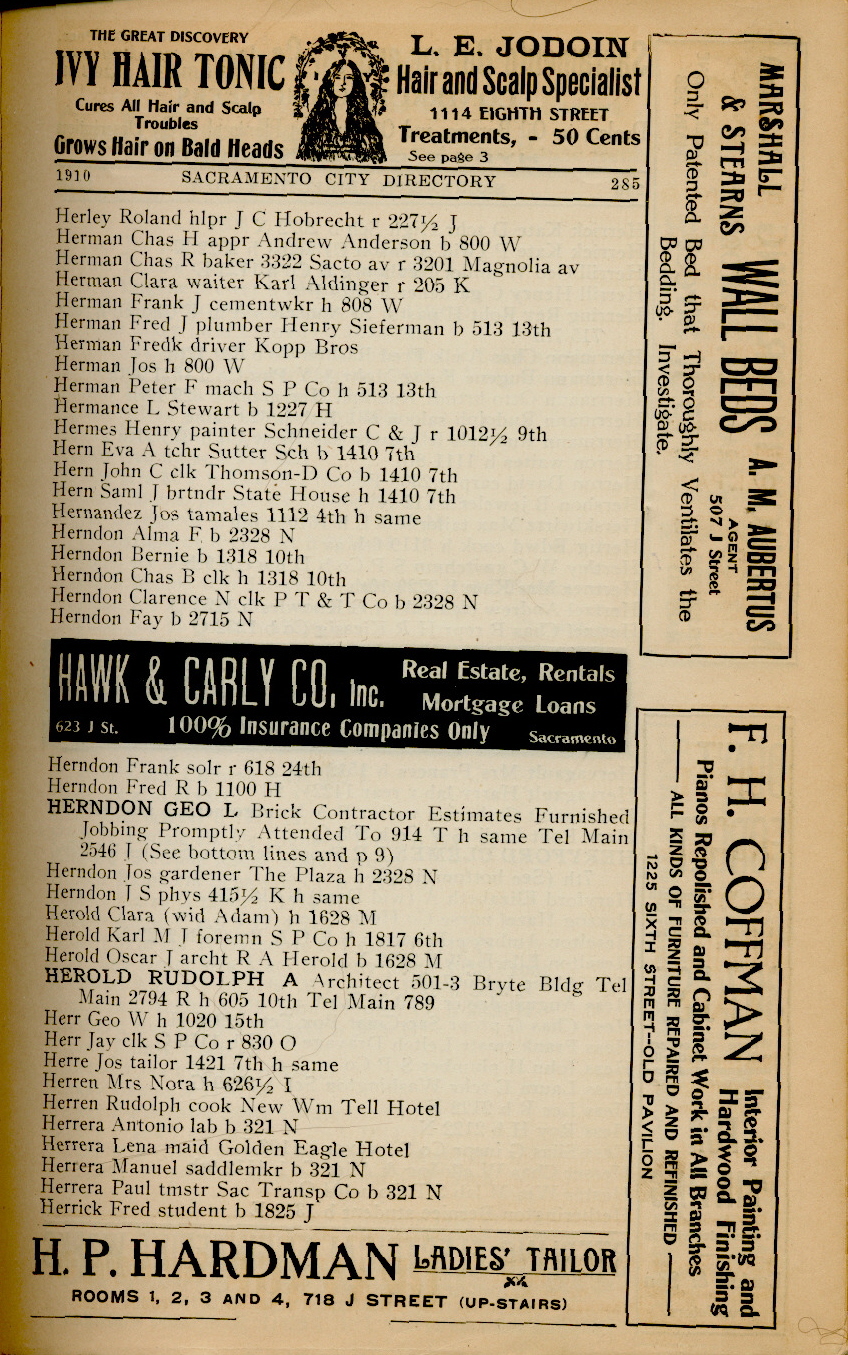 THE GREAT DISCOVERY
IVY HAIR TONIC
Cures All Hair and Scalp
Troubles
Grows Hair on Bald Heads
L. E. JODOIN
Hair and Scalp Specialist
1114 EIGHTH STREET
Treatments, - 50 Cents
See page 3
1910 SACRAMENTO CITY DIRECTORY 285
Herley Roland hlpr J C Hobrecht r 227½ J
Herman Chas H appr Andrew Anderson b 800 W
Herman Chas R baker 3322 Sacto av r 3201 Magnolia av
Herman Clara waiter Karl Aldinger r 205 K
Herman Frank J cementwkr h 808 W
Herman Fred J plumber Henry Sieferman b 513 13th
Herman Fredk driver Kopp Bros
Herman Jos h 800 W
Herman Peter F mach S P Co h 513 13th
Hermance L Stewart b 1227 H
Hermes Henry painter Schneider C & J r 1012½ 9th
Hern Eva A tchr Sutter Sch b 1410 7th
Hern John C clk Thomson-D Co b 1410 7th
Hern Saml J brtndr State House h 1410 7th
Hernandez Jos tamales 1112 4th h same
Herndon Alma F b 2328 N
Herndon Bernie b 1318 10th
Herndon Chas B clk h 1318 10th
Herndon Clarence N clk P T & T Co b 2328 N
Herndon Fay b 2715 N
HAWK & CARLY CO, Inc.
Real Estate, Rentals
Mortgage Loans
623 J St. 100% Insurance Companies Only Sacramento
Herndon Frank solr r 618 24th
Herndon Fred R b 1100 H
HERNDON GEO L Brick Contractor Estimates Furnished
Jobbing Promptly Attended To 914 T h same Tel Main
2546 J (See bottom lines and p 9)
Herndon Jos gardener The Plaza h 2328 N
Herndon J S phys 415½ K h same
Herold Clara (wid Adam) h 1628 M
Herold Karl M J foremn S P Co h 1817 6th
Herold Oscar J archt R A Herold b 1628 M
HEROLD RUDOLPH A Architect 501-3 Bryte Bldg Tel
Main 2794 R h 605 10th Tel Main 789
Herr Geo W h 1020 15th
Herr Jay clk S P Co r 830 O
Herre Jos tailor 1421 7th h same
Herren Mrs Nora h 626½ I
Herren Rudolph cook New Wm Tell Hotel
Herrera Antonio lab b 321 N
Herrera Lena maid Golden Eagle Hotel
Herrera Manuel saddlemkr b 321 N
Herrera Paul tmstr Sac Transp Co b 321 N
Herrick Fred student b 1825 J
H. P. HARDMAN LADIES' TAILOR
ROOMS 1, 2, 3 AND 4, 718 J STREET (UP-STAIRS)
MARSHALL
& STEARNS WALL BEDS A. M. AUBERTUS
AGENT
507 J Street
Only Patented Bed that Thoroughly Ventilates the
Bedding. Investigate.
F. H. COFFMAN Interior Painting and
Hardwood Finishing
Pianos Repolished and Cabinet Work in All Branches
ALL KINDS OF FURNITURE REPAIRED AND REFINISHED
1225 SIXTH STREET--OLD PAVILION